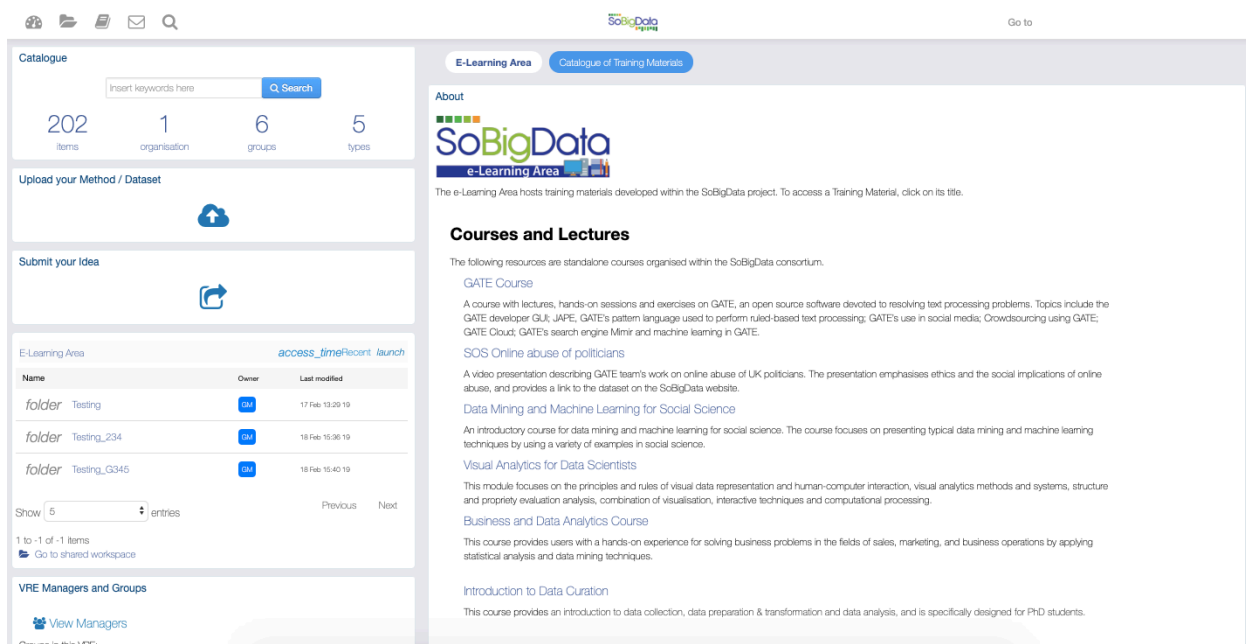 SoBigData
Go to
Catalogue
Insert keywords here
Search
202
1
6
5
items
organisation
groups
types
Upload your Method / Dataset
Submit your Idea
E-Learning Area
access_timeRecent launch
Name
Owner
Last modified
folder Testing
GM
17 Feb 13:29 19
folder Testing_234
GM
18 Feb 15:36 19
folder Testing_G345
GM
18 Feb 15:40 19
Previous
Next
Show 5 entries
1 to -1 of -1 items
Go to shared workspace
VRE Managers and Groups
View Managers
Groups in this VRE:
E-Learning Area
Catalogue of Training Materials
About
SoBigData
e-Learning Area
The e-Learning Area hosts training materials developed within the SoBigData project. To access a Training Material, click on its title.
Courses and Lectures
The following resources are standalone courses organised within the SoBigData consortium.
GATE Course
A course with lectures, hands-on sessions and exercises on GATE, an open source software devoted to resolving text processing problems. Topics include the
GATE developer GUI; JAPE, GATE's pattern language used to perform ruled-based text processing; GATE's use in social media; Crowdsourcing using GATE;
GATE Cloud; GATE's search engine Mimir and machine learning in GATE.
SOS Online abuse of politicians
A video presentation describing GATE team's work on online abuse of UK politicians. The presentation emphasises ethics and the social implications of online
abuse, and provides a link to the dataset on the SoBigData website.
Data Mining and Machine Learning for Social Science
An introductory course for data mining and machine learning for social science. The course focuses on presenting typical data mining and machine learning
techniques by using a variety of examples in social science.
Visual Analytics for Data Scientists
This module focuses on the principles and rules of visual data representation and human-computer interaction, visual analytics methods and systems, structure
and propriety evaluation analysis, combination of visualisation, interactive techniques and computational processing.
Business and Data Analytics Course
This course provides users with a hands-on experience for solving business problems in the fields of sales, marketing, and business operations by applying
statistical analysis and data mining techniques.
Introduction to Data Curation
This course provides an introduction to data collection, data preparation & transformation and data analysis, and is specifically designed for PhD students.